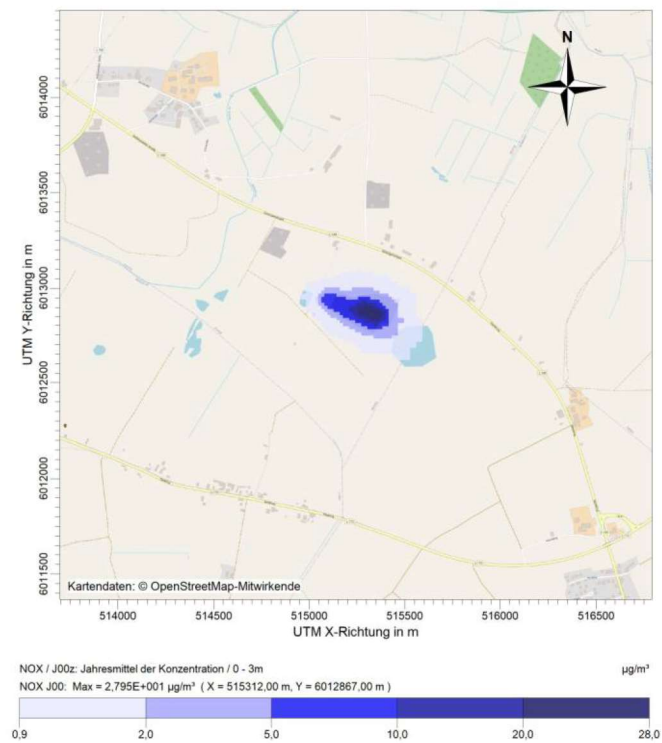 N
6014000
6013500
6013000
6012500
6012000
6011500
UTM Y-Richtung in m
Kartendaten: © OpenStreetMap-Mitwirkende
514000 514500 515000 515500 516000 516500
UTM X-Richtung in m
NOX / J00z: Jahresmittel der Konzentration / 0 - 3m µg/m³
NOX J00: Max = 2,795E+001 µg/m³ ( X = 515312,00 m, Y = 6012867,00 m )
0,9 2,0 5,0 10,0 20,0 28,0